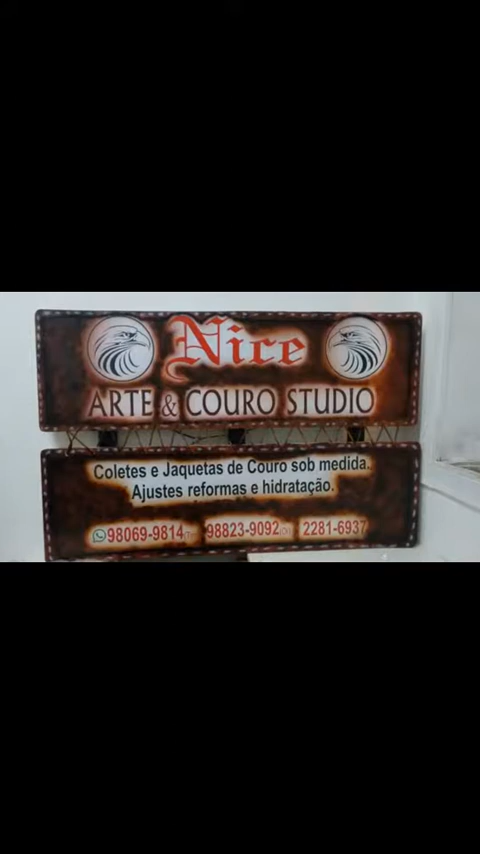 Nice
ARTE & COURO STUDIO
Coletes e Jaquetas de Couro sob medida.
Ajustes reformas e hidratação.
98069-9814 98823-9092 2281-6937